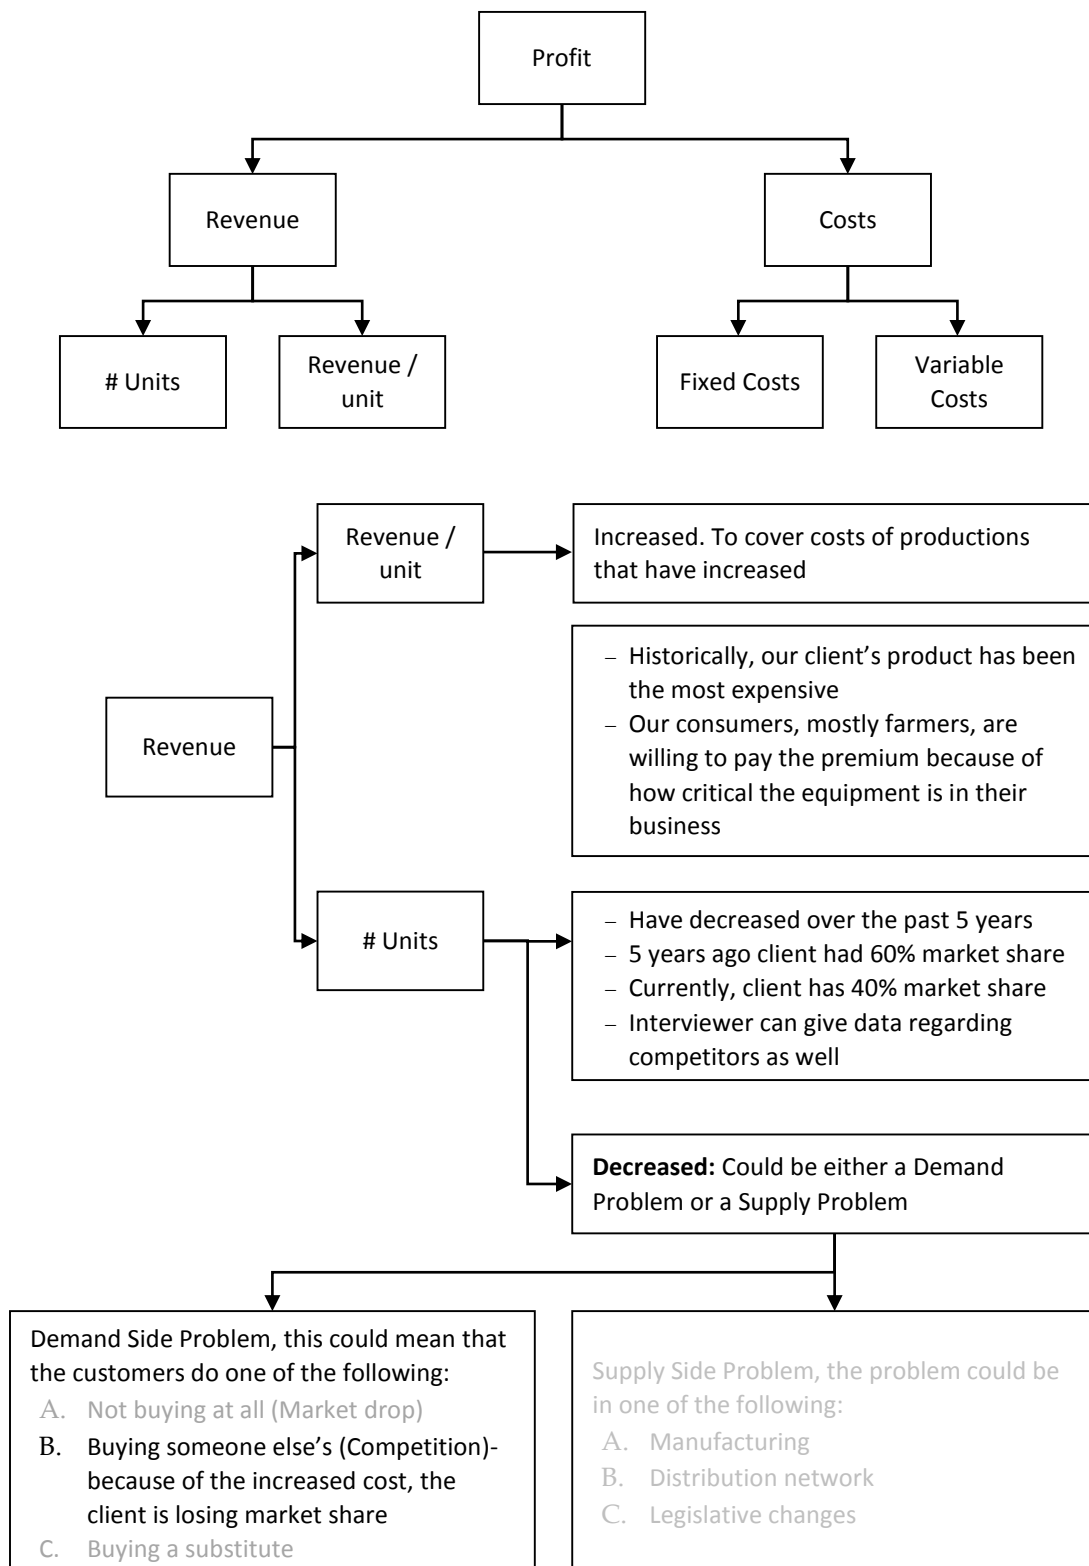 Profit
Revenue
Costs
# Units
Revenue /
unit
Fixed Costs
Variable
Costs
Revenue
Revenue /
unit
Increased. To cover costs of productions
that have increased
– Historically, our client's product has been
the most expensive
– Our consumers, mostly farmers, are
willing to pay the premium because of
how critical the equipment is in their
business
# Units
– Have decreased over the past 5 years
– 5 years ago client had 60% market share
– Currently, client has 40% market share
– Interviewer can give data regarding
competitors as well
Decreased: Could be either a Demand
Problem or a Supply Problem
Demand Side Problem, this could mean that
the customers do one of the following:
A. Not buying at all (Market drop)
B. Buying someone else's (Competition)-
because of the increased cost, the
client is losing market share
C. Buying a substitute
Supply Side Problem, the problem could be
in one of the following:
A. Manufacturing
B. Distribution network
C. Legislative changes